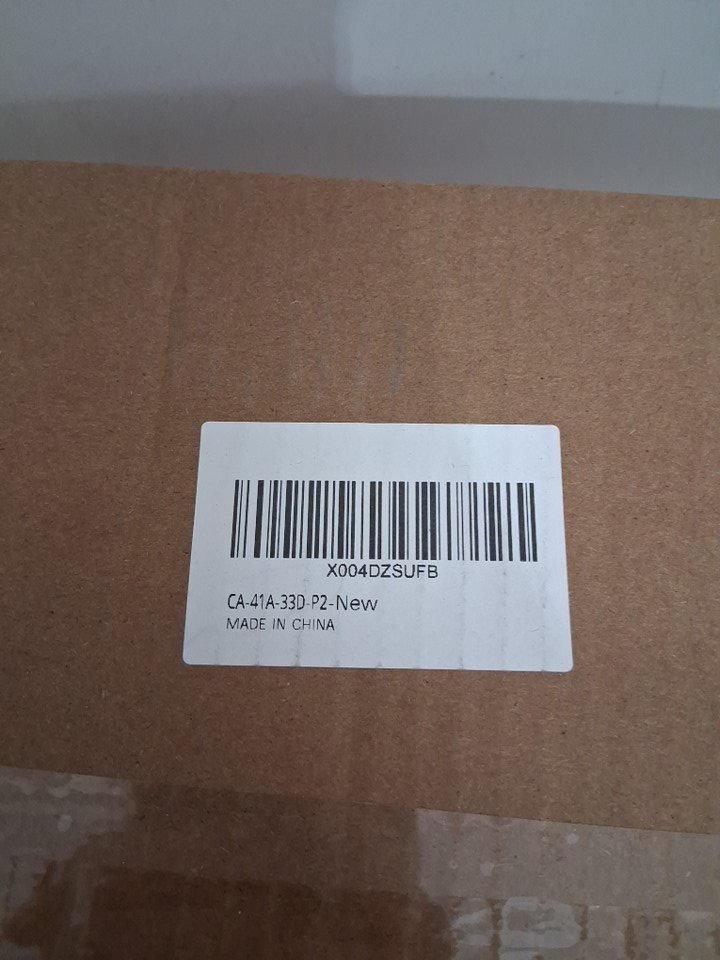 X004DZSUFB
CA-41A-33D-P2-New
MADE IN CHINA